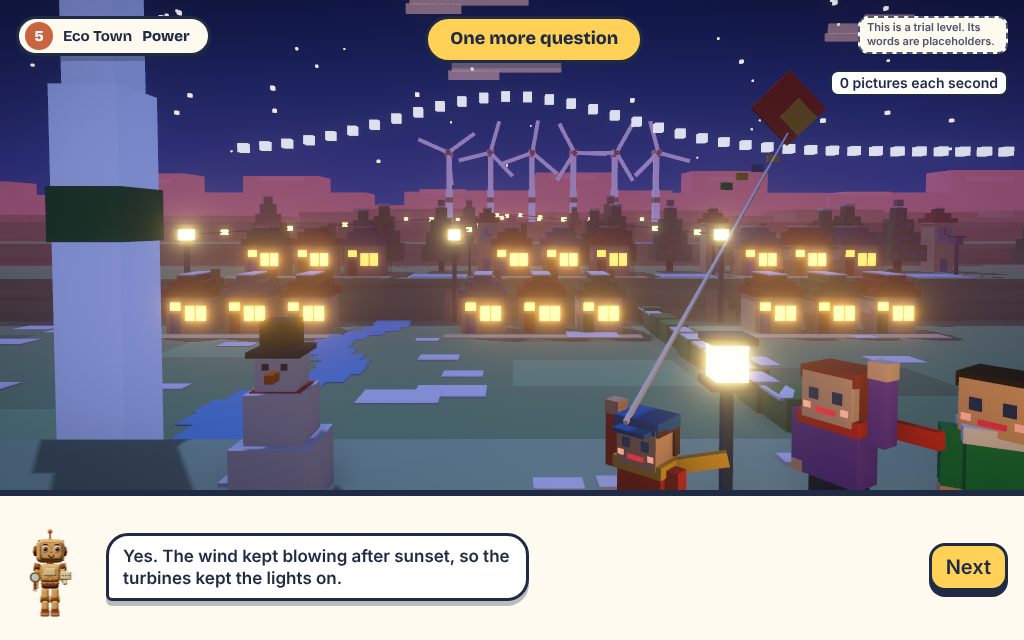 5 Eco Town Power
One more question
This is a trial level. Its
words are placeholders.
0 pictures each second
Yes. The wind kept blowing after sunset, so the
turbines kept the lights on.
Next